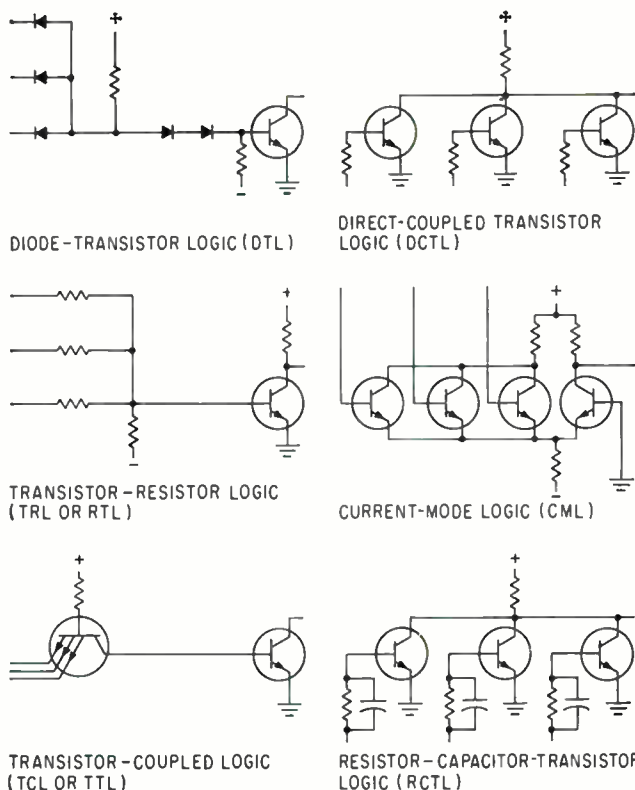 DIODE-TRANSISTOR LOGIC (DTL)
DIRECT-COUPLED TRANSISTOR
LOGIC (DCTL)
TRANSISTOR-RESISTOR LOGIC
(TRL OR RTL)
CURRENT-MODE LOGIC (CML)
TRANSISTOR-COUPLED LOGIC
(TCL OR TTL)
RESISTOR-CAPACITOR-TRANSISTOR
LOGIC (RCTL)